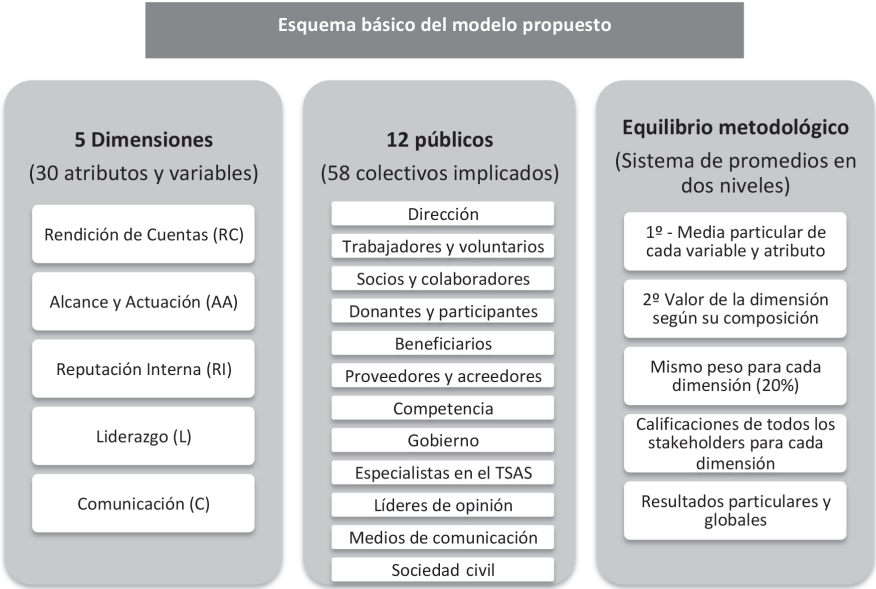 Esquema básico del modelo propuesto
5 Dimensiones
(30 atributos y variables)
Rendición de Cuentas (RC)
Alcance y Actuación (AA)
Reputación Interna (RI)
Liderazgo (L)
Comunicación (C)
12 públicos
(58 colectivos implicados)
Dirección
Trabajadores y voluntarios
Socios y colaboradores
Donantes y participantes
Beneficiarios
Proveedores y acreedores
Competencia
Gobierno
Especialistas en el TSAS
Líderes de opinión
Medios de comunicación
Sociedad civil
Equilibrio metodológico
(Sistema de promedios en
dos niveles)
1º - Media particular de
cada variable y atributo
2º Valor de la dimensión
según su composición
Mismo peso para cada
dimensión (20%)
Calificaciones de todos los
stakeholders para cada
dimensión
Resultados particulares y
globales